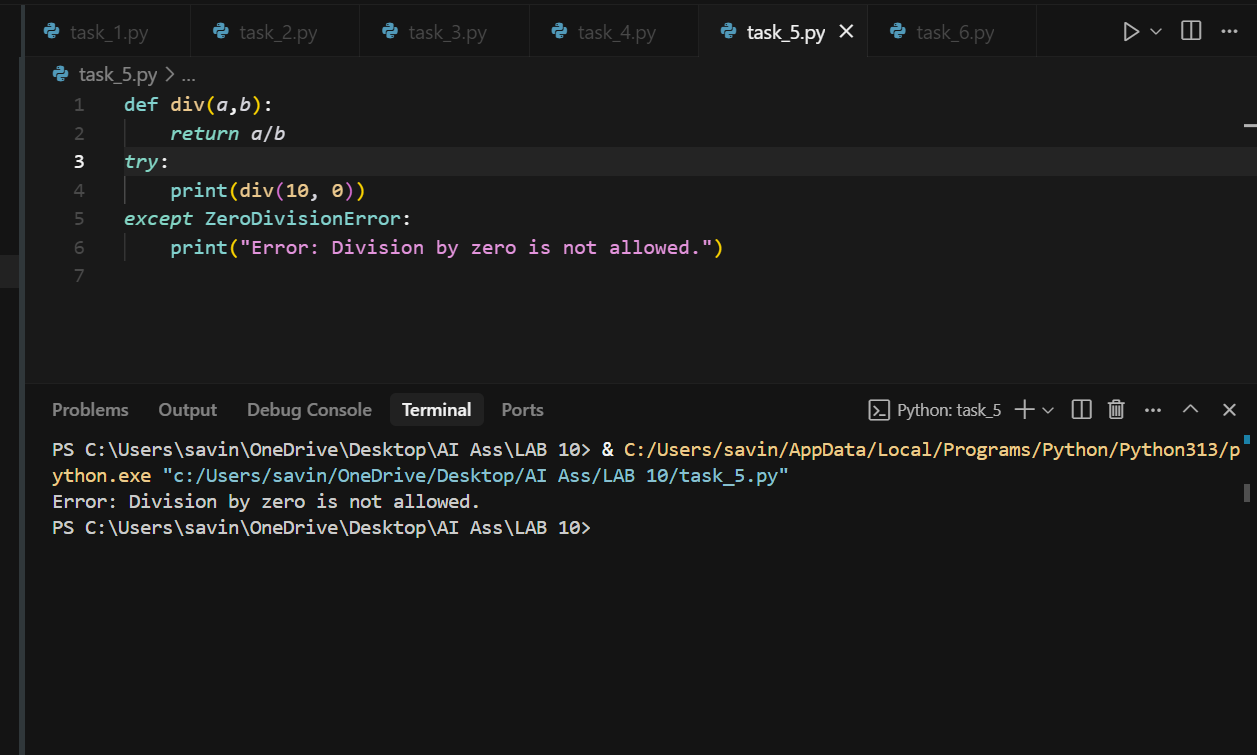 task_1.py task_2.py task_3.py task_4.py task_5.py task_6.py
task_5.py > ...
1 def div(a,b):
2     return a/b
3 try:
4     print(div(10, 0))
5 except ZeroDivisionError:
6     print("Error: Division by zero is not allowed.")
7
Problems Output Debug Console Terminal Ports Python: task_5
PS C:\Users\savin\OneDrive\Desktop\AI Ass\LAB 10> & C:/Users/savin/AppData/Local/Programs/Python/Python313/p
ython.exe "c:/Users/savin/OneDrive/Desktop/AI Ass/LAB 10/task_5.py"
Error: Division by zero is not allowed.
PS C:\Users\savin\OneDrive\Desktop\AI Ass\LAB 10>